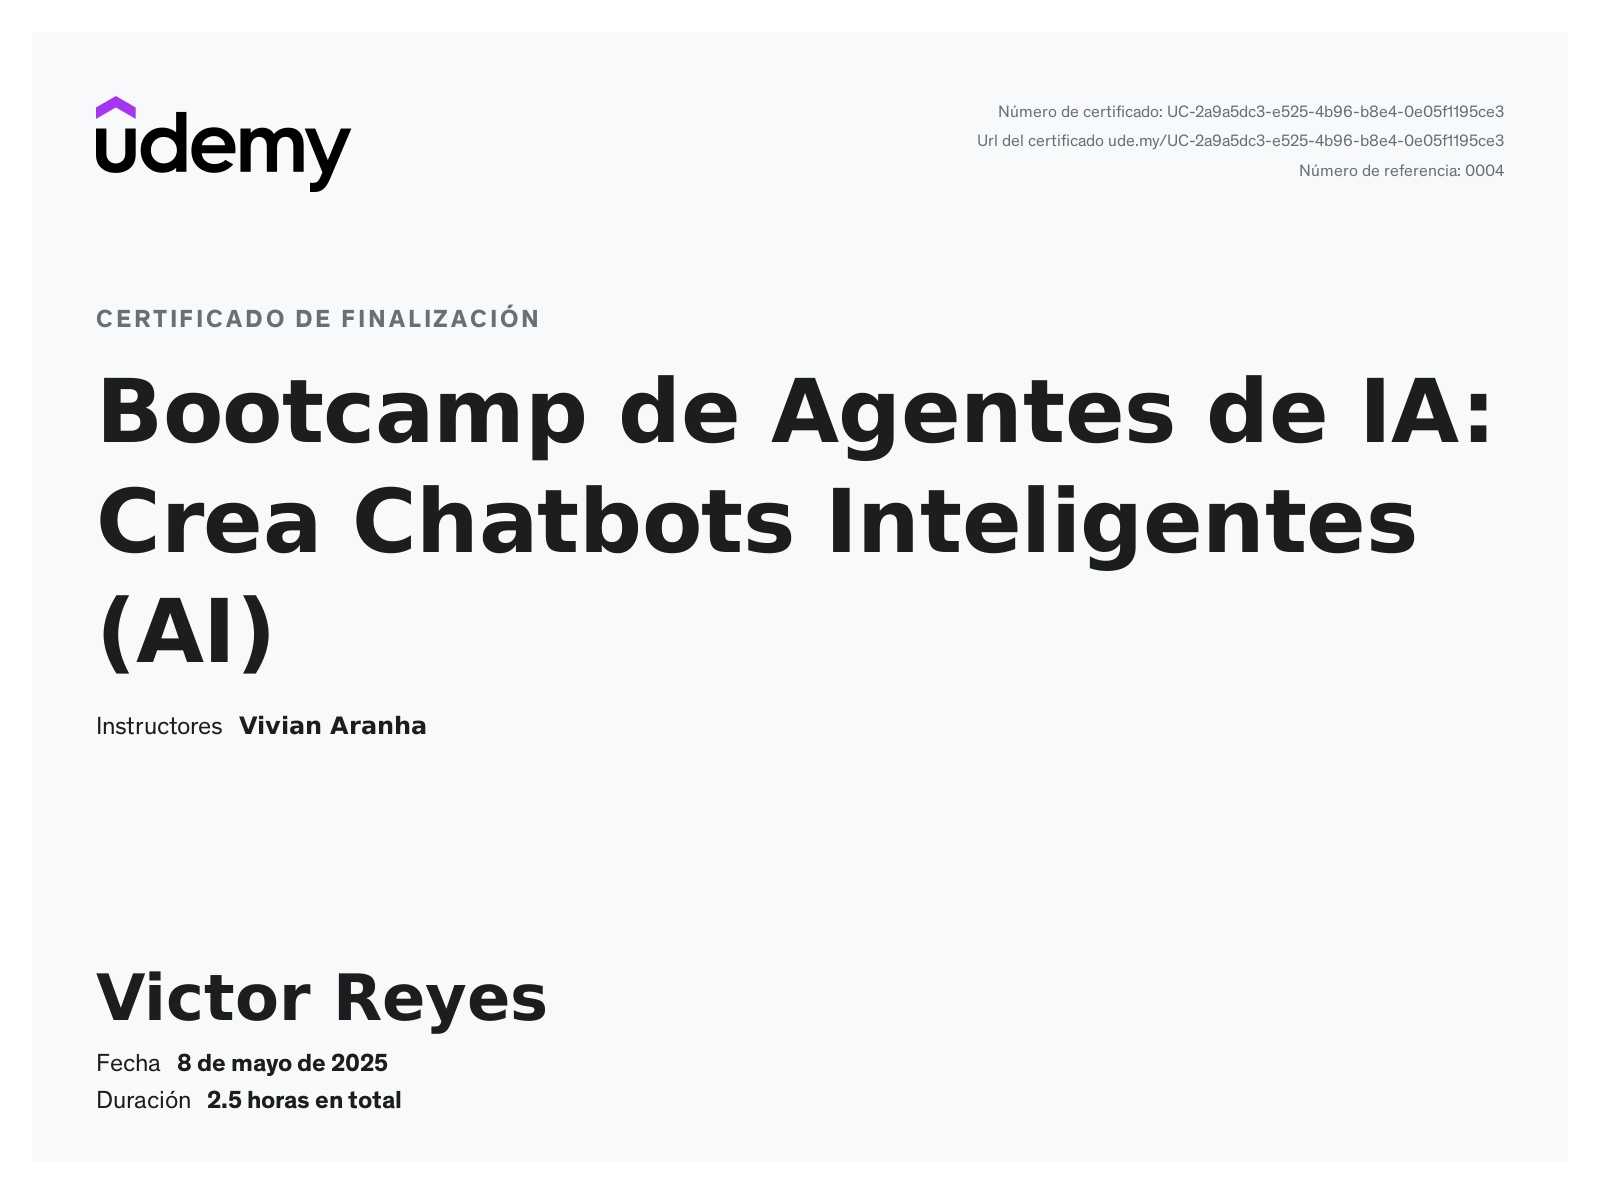 udemy
Número de certificado: UC-2a9a5dc3-e525-4b96-b8e4-0e05f1195ce3
Url del certificado ude.my/UC-2a9a5dc3-e525-4b96-b8e4-0e05f1195ce3
Número de referencia: 0004
CERTIFICADO DE FINALIZACIÓN
Bootcamp de Agentes de IA:
Crea Chatbots Inteligentes
(AI)
Instructores Vivian Aranha
Victor Reyes
Fecha 8 de mayo de 2025
Duración 2.5 horas en total